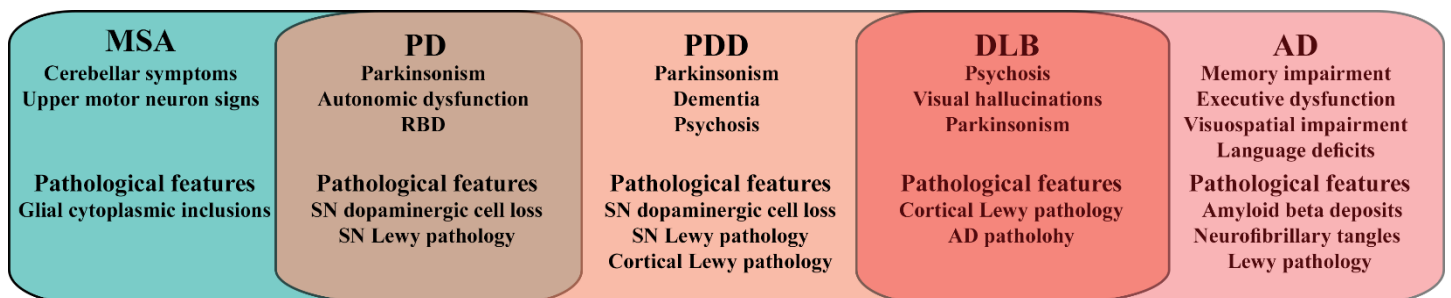 MSA
Cerebellar symptoms
Upper motor neuron signs
Pathological features
Glial cytoplasmic inclusions
PD
Parkinsonism
Autonomic dysfunction
RBD
Pathological features
SN dopaminergic cell loss
SN Lewy pathology
PDD
Parkinsonism
Dementia
Psychosis
Pathological features
SN dopaminergic cell loss
SN Lewy pathology
Cortical Lewy pathology
DLB
Psychosis
Visual hallucinations
Parkinsonism
Pathological features
Cortical Lewy pathology
AD patholohy
AD
Memory impairment
Executive dysfunction
Visuospatial impairment
Language deficits
Pathological features
Amyloid beta deposits
Neurofibrillary tangles
Lewy pathology